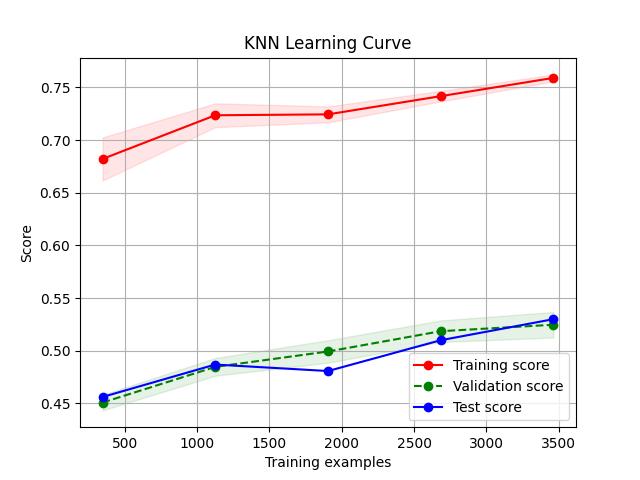 KNN Learning Curve
0.75
0.70
0.65
0.60
0.55
0.50
0.45
Score
Training score
Validation score
Test score
500 1000 1500 2000 2500 3000 3500
Training examples